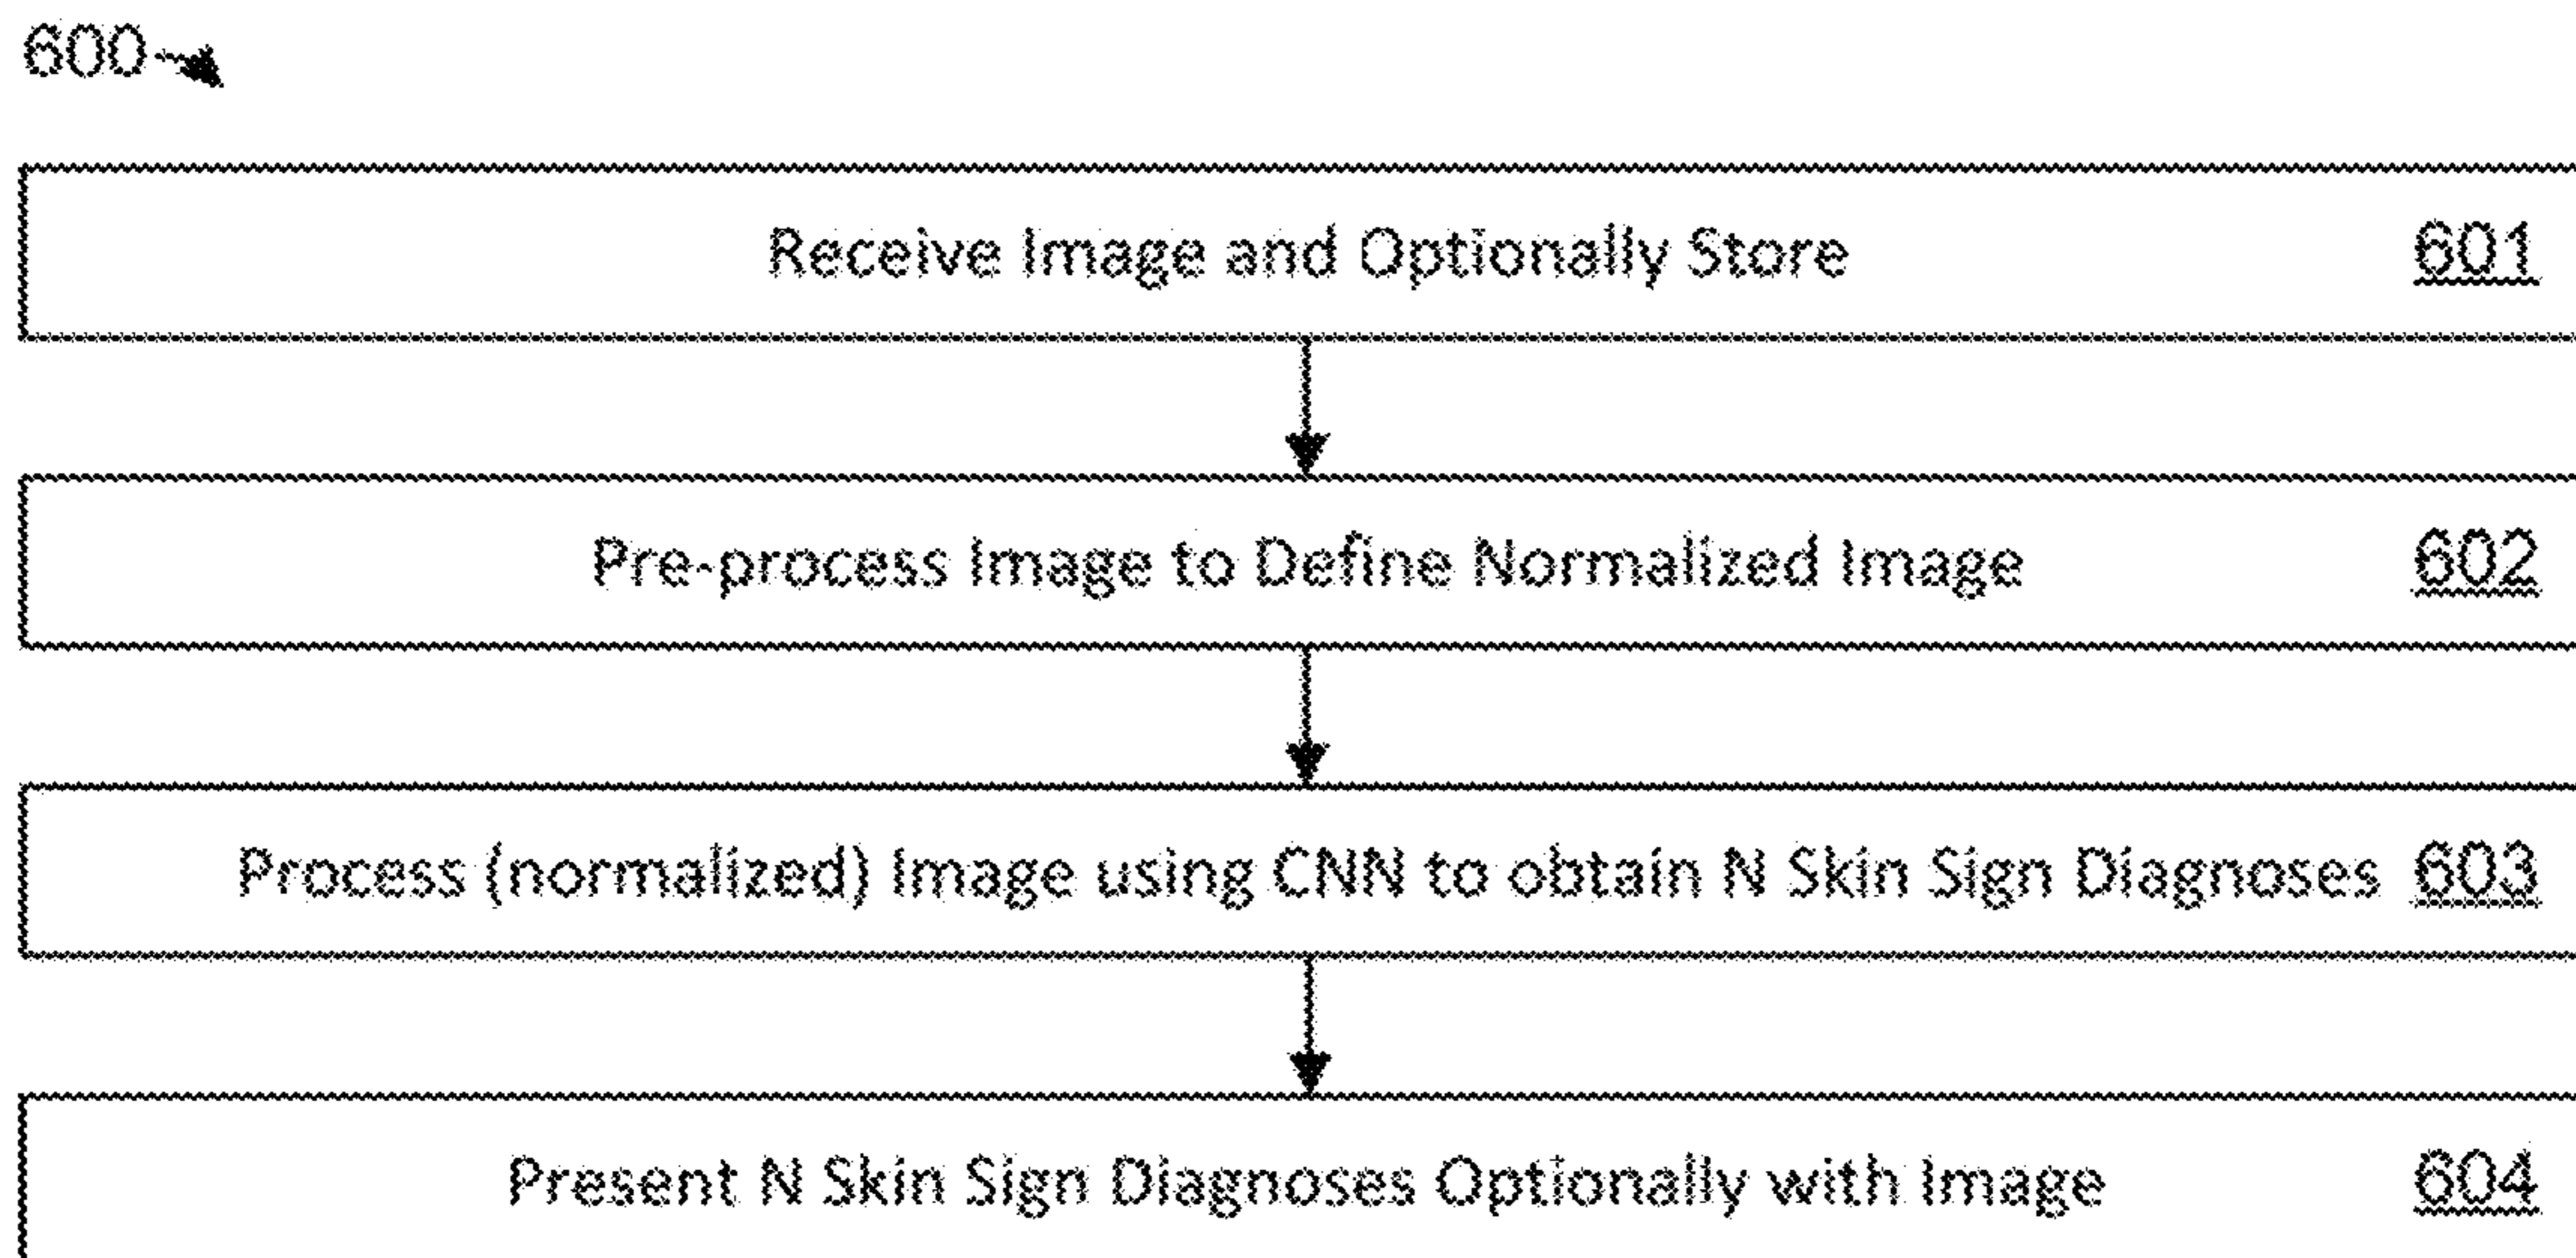 600
Receive Image and Optionally Store 601
Pre-process Image to Define Normalized Image 602
Process (normalized) Image using CNN to obtain N Skin Sign Diagnoses 603
Present N Skin Sign Diagnoses Optionally with Image 604